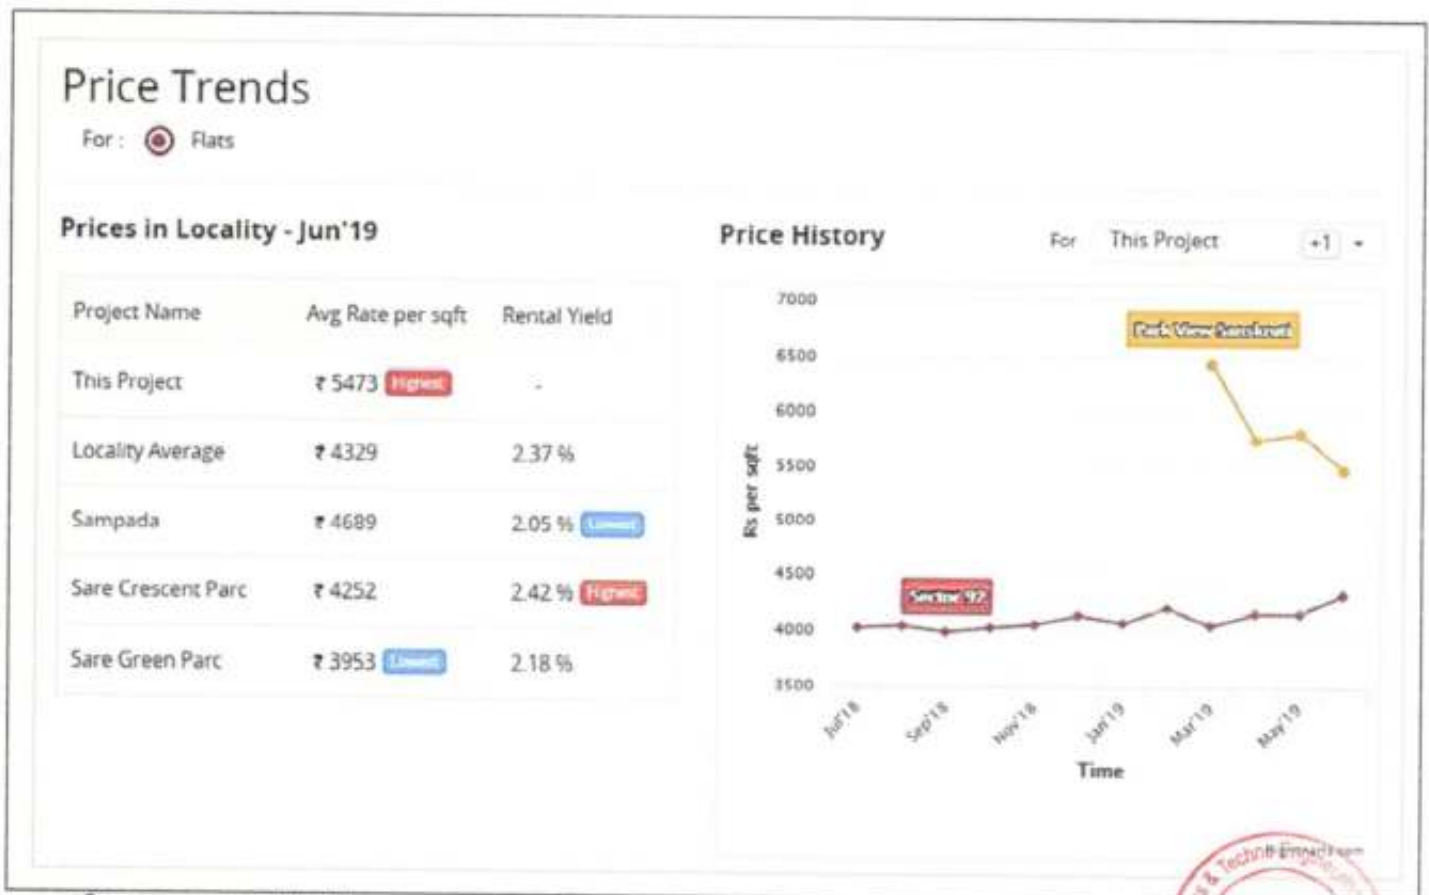 Price Trends
For : Flats
Prices in Locality - Jun'19
Project Name Avg Rate per sqft Rental Yield
This Project ₹ 5473 Highest -
Locality Average ₹ 4329 2.37 %
Sampada ₹ 4689 2.05 % Lowest
Sare Crescent Parc ₹ 4252 2.42 % Highest
Sare Green Parc ₹ 3953 Lowest 2.18 %
Price History For This Project +1
7000
Park View Sanskruti
6500
6000
5500
5000
4500
Sector 92
4000
3500
Rs per sqft
Jul'18 Sep'18 Nov'18 Jan'19 Mar'19 May'19
Time
& Techno